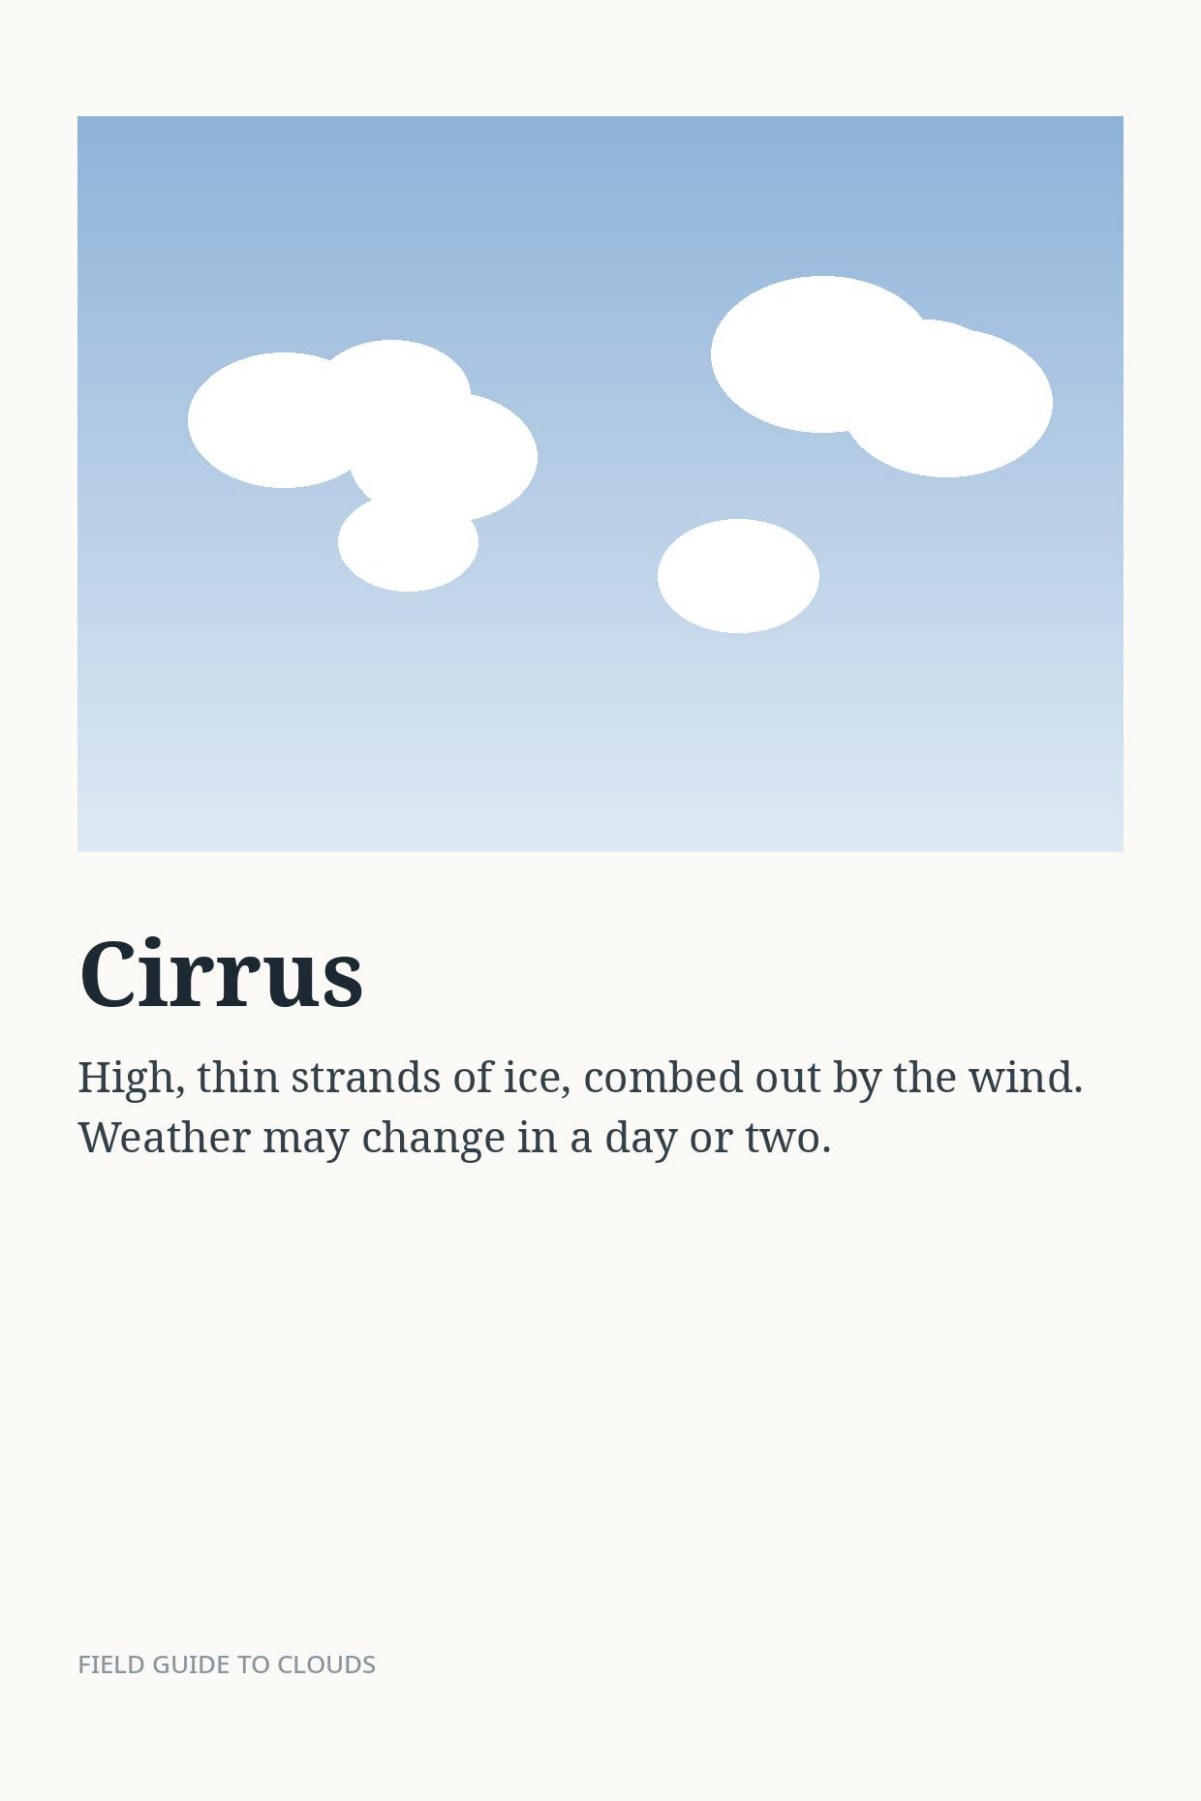 Cirrus
High, thin strands of ice, combed out by the wind.
Weather may change in a day or two.
FIELD GUIDE TO CLOUDS